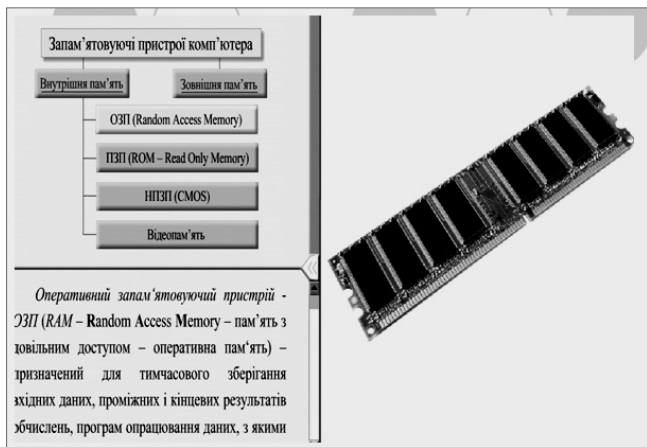 Запам'ятовуючі пристрої комп'ютера
Внутрішня пам'ять
Зовнішня пам'ять
ОЗП (Random Access Memory)
ПЗП (ROM – Read Only Memory)
НПЗП (CMOS)
Відеопам'ять
Оперативний запам‘ятовуючий пристрій -
ОЗП (RAM – Random Access Memory – пам’ять з
довільним доступом – оперативна пам‘ять) –
призначений для тимчасового зберігання
вхідних даних, проміжних і кінцевих результатів
обчислень, програм опрацювання даних, з якими